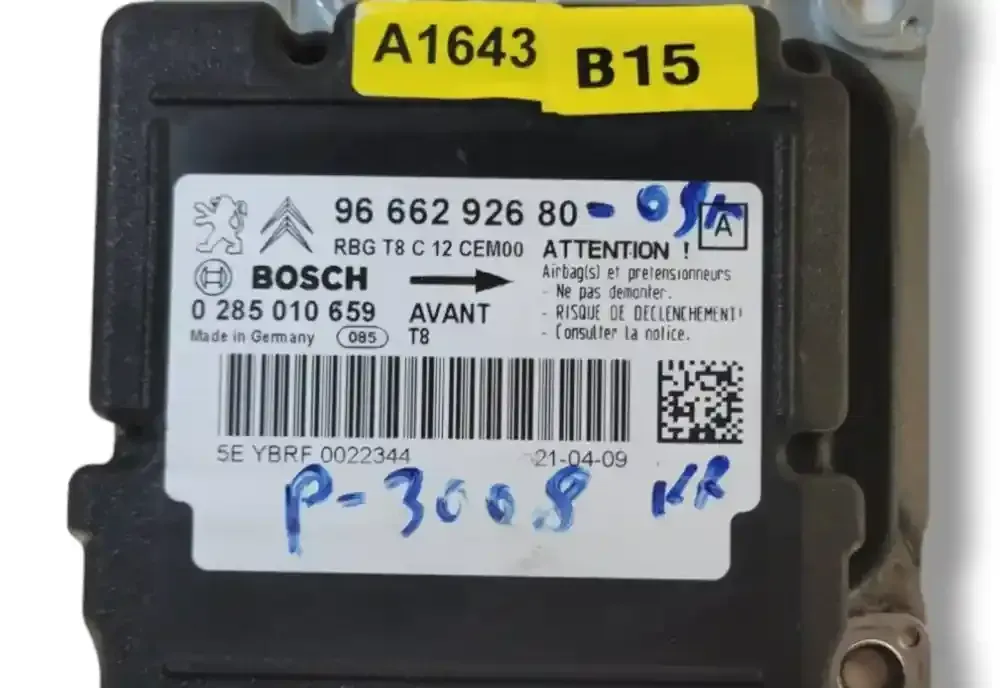 A1643 B15
96 662 926 80 -
A
RBG T8 C 12 CEM00
ATTENTION !
BOSCH
Airbag(s) et pretensionneurs
- Ne pas demonter.
0 285 010 659
AVANT
- RISQUE DE DECLENCHEMENT!
Made in Germany
085
T8
- Consulter la notice.
5E YBRF 0022344
21-04-09
P-3008
KR